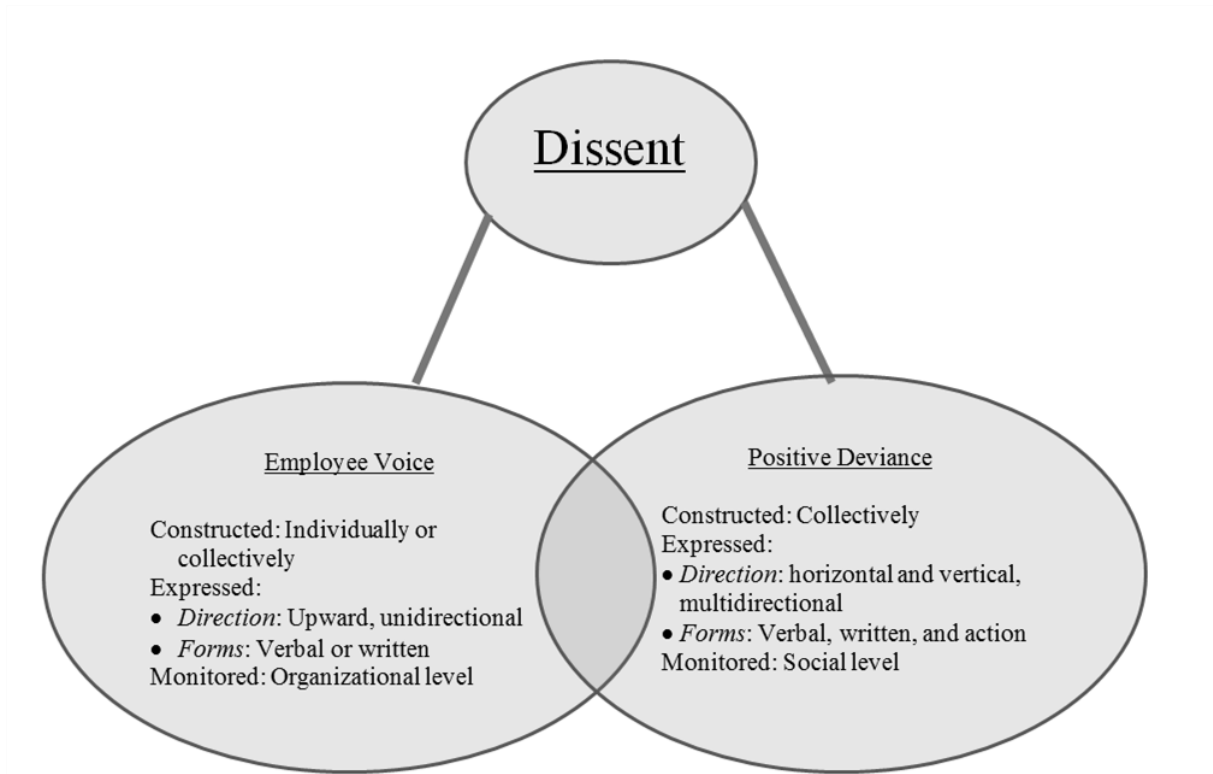 Dissent
Employee Voice
Constructed: Individually or
collectively
Expressed:
• Direction: Upward, unidirectional
• Forms: Verbal or written
Monitored: Organizational level
Positive Deviance
Constructed: Collectively
Expressed:
• Direction: horizontal and vertical,
multidirectional
• Forms: Verbal, written, and action
Monitored: Social level